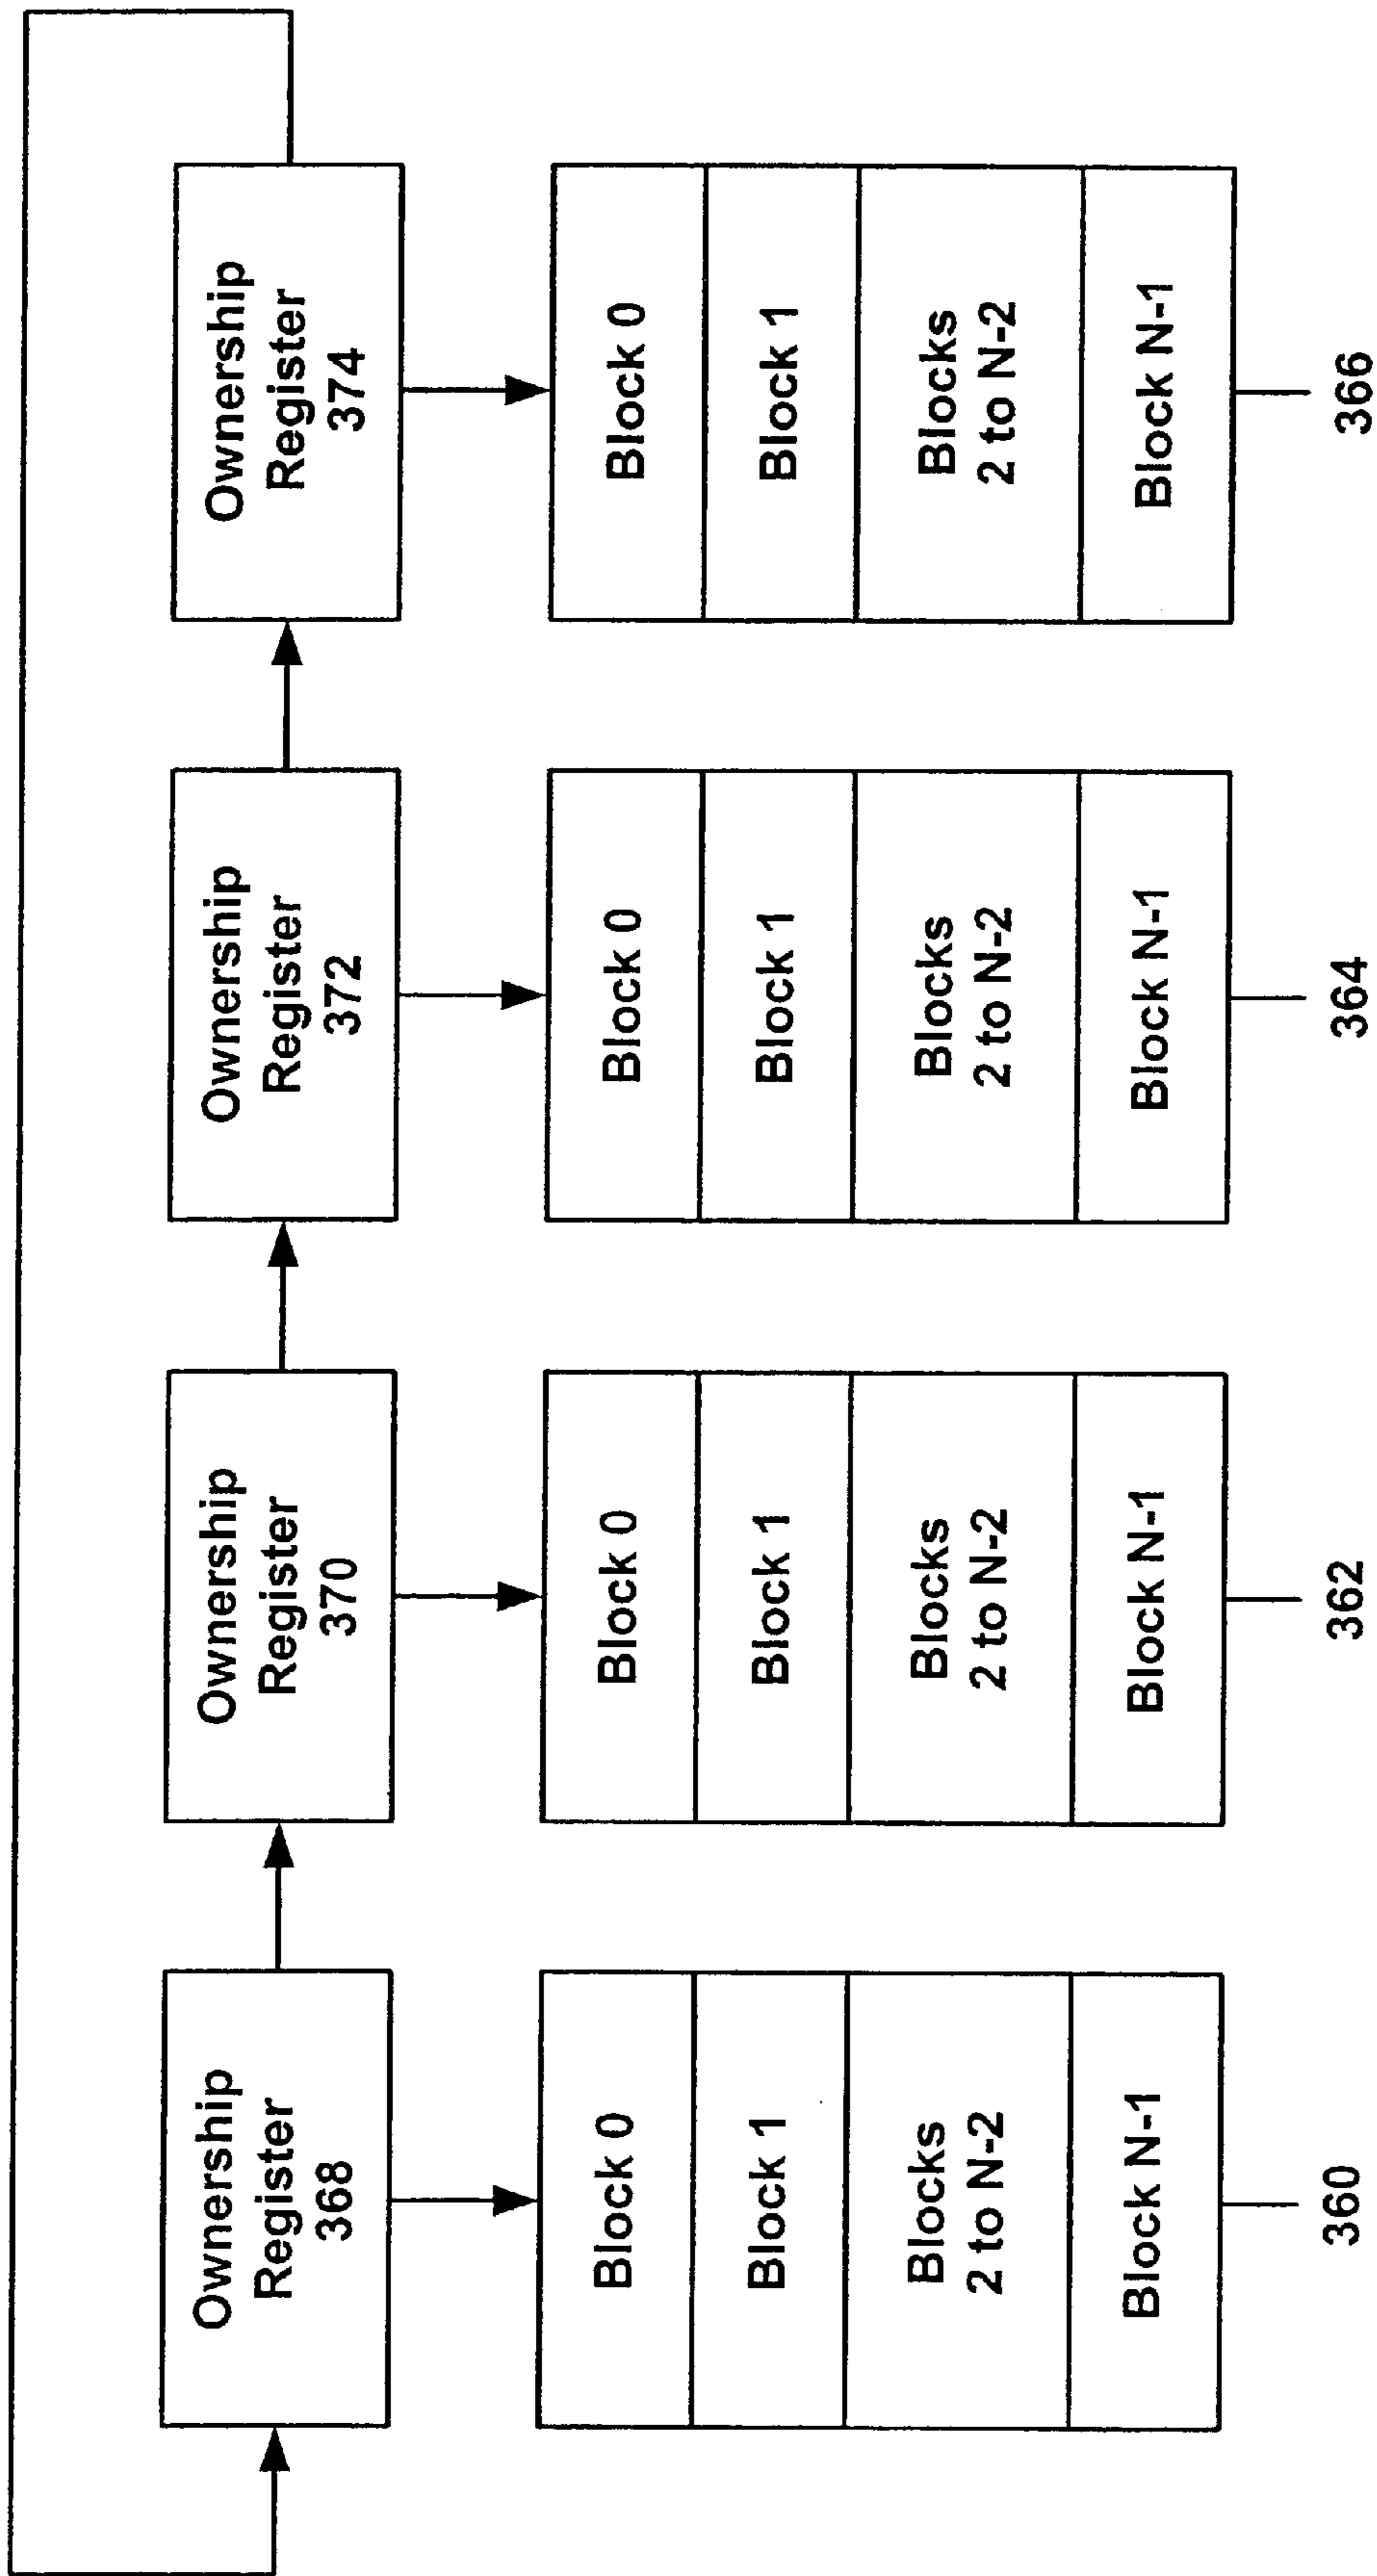 Ownership
Register
368
Ownership
Register
370
Ownership
Register
372
Ownership
Register
374
Block 0
Block 1
Blocks
2 to N-2
Block N-1
360
Block 0
Block 1
Blocks
2 to N-2
Block N-1
362
Block 0
Block 1
Blocks
2 to N-2
Block N-1
364
Block 0
Block 1
Blocks
2 to N-2
Block N-1
366